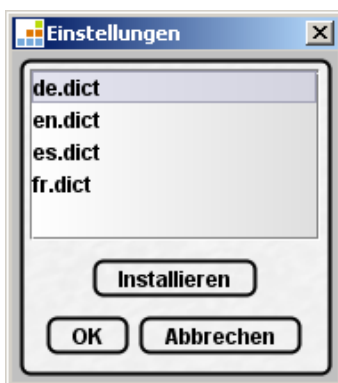 Einstellungen
de.dict
en.dict
es.dict
fr.dict
Installieren
OK Abbrechen